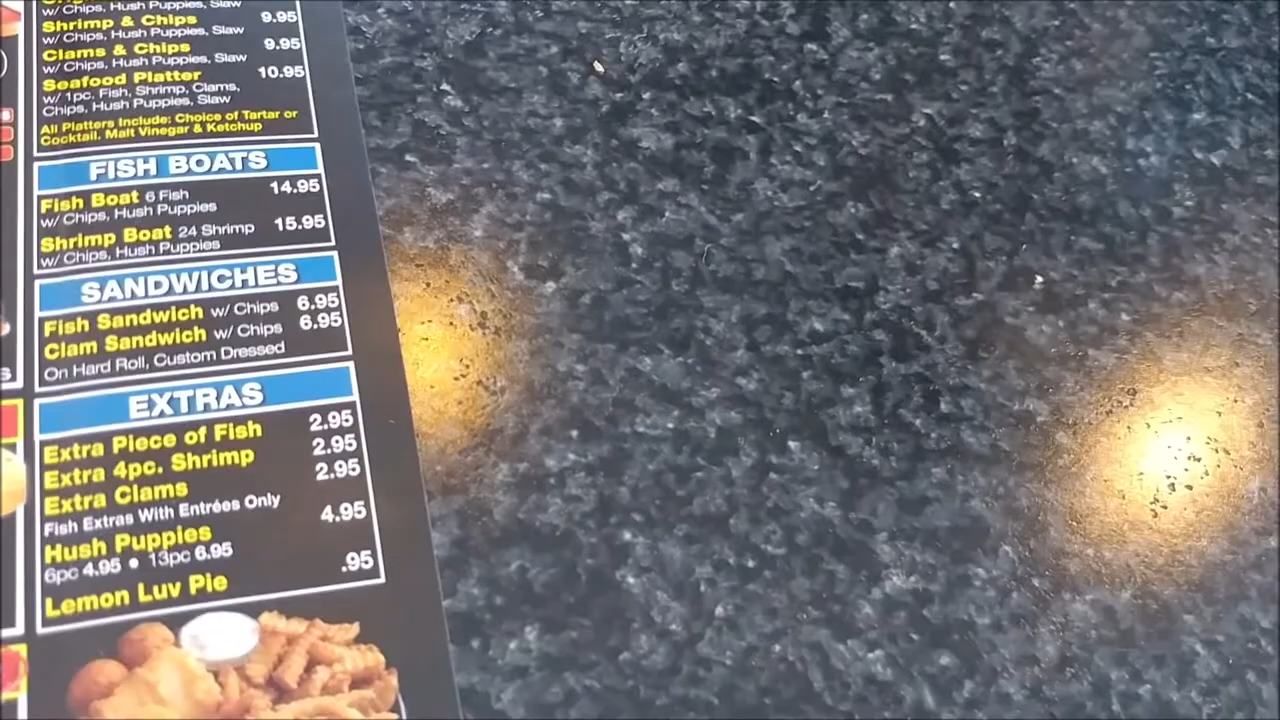 w/ Chips, Hush Puppies, Slaw
Shrimp & Chips 9.95
w/ Chips, Hush Puppies, Slaw
Clams & Chips 9.95
w/ Chips, Hush Puppies, Slaw
Seafood Platter 10.95
w/ 1pc. Fish, Shrimp, Clams,
Chips, Hush Puppies, Slaw
All Platters Include: Choice of Tartar or
Cocktail, Malt Vinegar & Ketchup
FISH BOATS
Fish Boat 6 Fish 14.95
w/ Chips, Hush Puppies
Shrimp Boat 24 Shrimp 15.95
w/ Chips, Hush Puppies
SANDWICHES
Fish Sandwich w/ Chips 6.95
Clam Sandwich w/ Chips 6.95
On Hard Roll, Custom Dressed
EXTRAS
Extra Piece of Fish 2.95
Extra 4pc. Shrimp 2.95
Extra Clams 2.95
Fish Extras With Entrées Only
Hush Puppies 4.95
6pc 4.95 • 13pc 6.95
Lemon Luv Pie .95